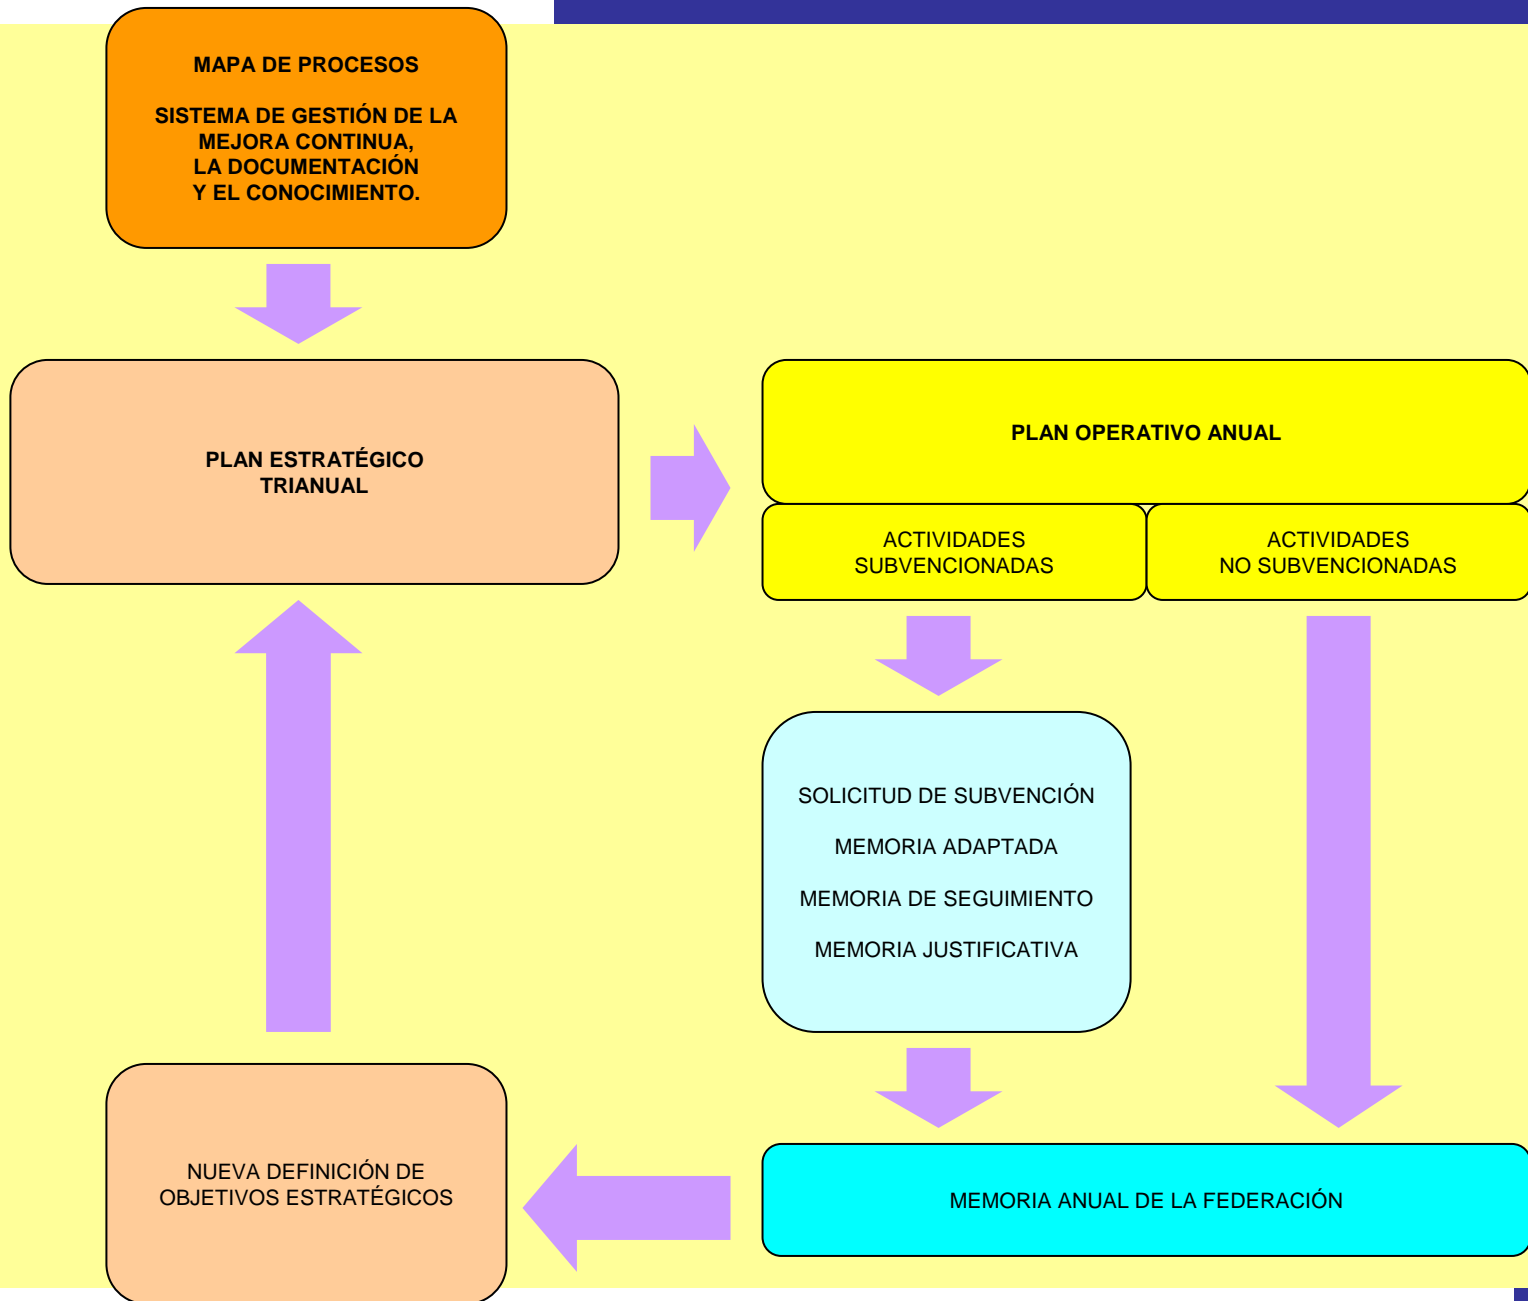 MAPA DE PROCESOS
SISTEMA DE GESTIÓN DE LA
MEJORA CONTINUA,
LA DOCUMENTACIÓN
Y EL CONOCIMIENTO.
PLAN ESTRATÉGICO
TRIANUAL
PLAN OPERATIVO ANUAL
ACTIVIDADES
SUBVENCIONADAS
ACTIVIDADES
NO SUBVENCIONADAS
SOLICITUD DE SUBVENCIÓN
MEMORIA ADAPTADA
MEMORIA DE SEGUIMIENTO
MEMORIA JUSTIFICATIVA
MEMORIA ANUAL DE LA FEDERACIÓN
NUEVA DEFINICIÓN DE
OBJETIVOS ESTRATÉGICOS